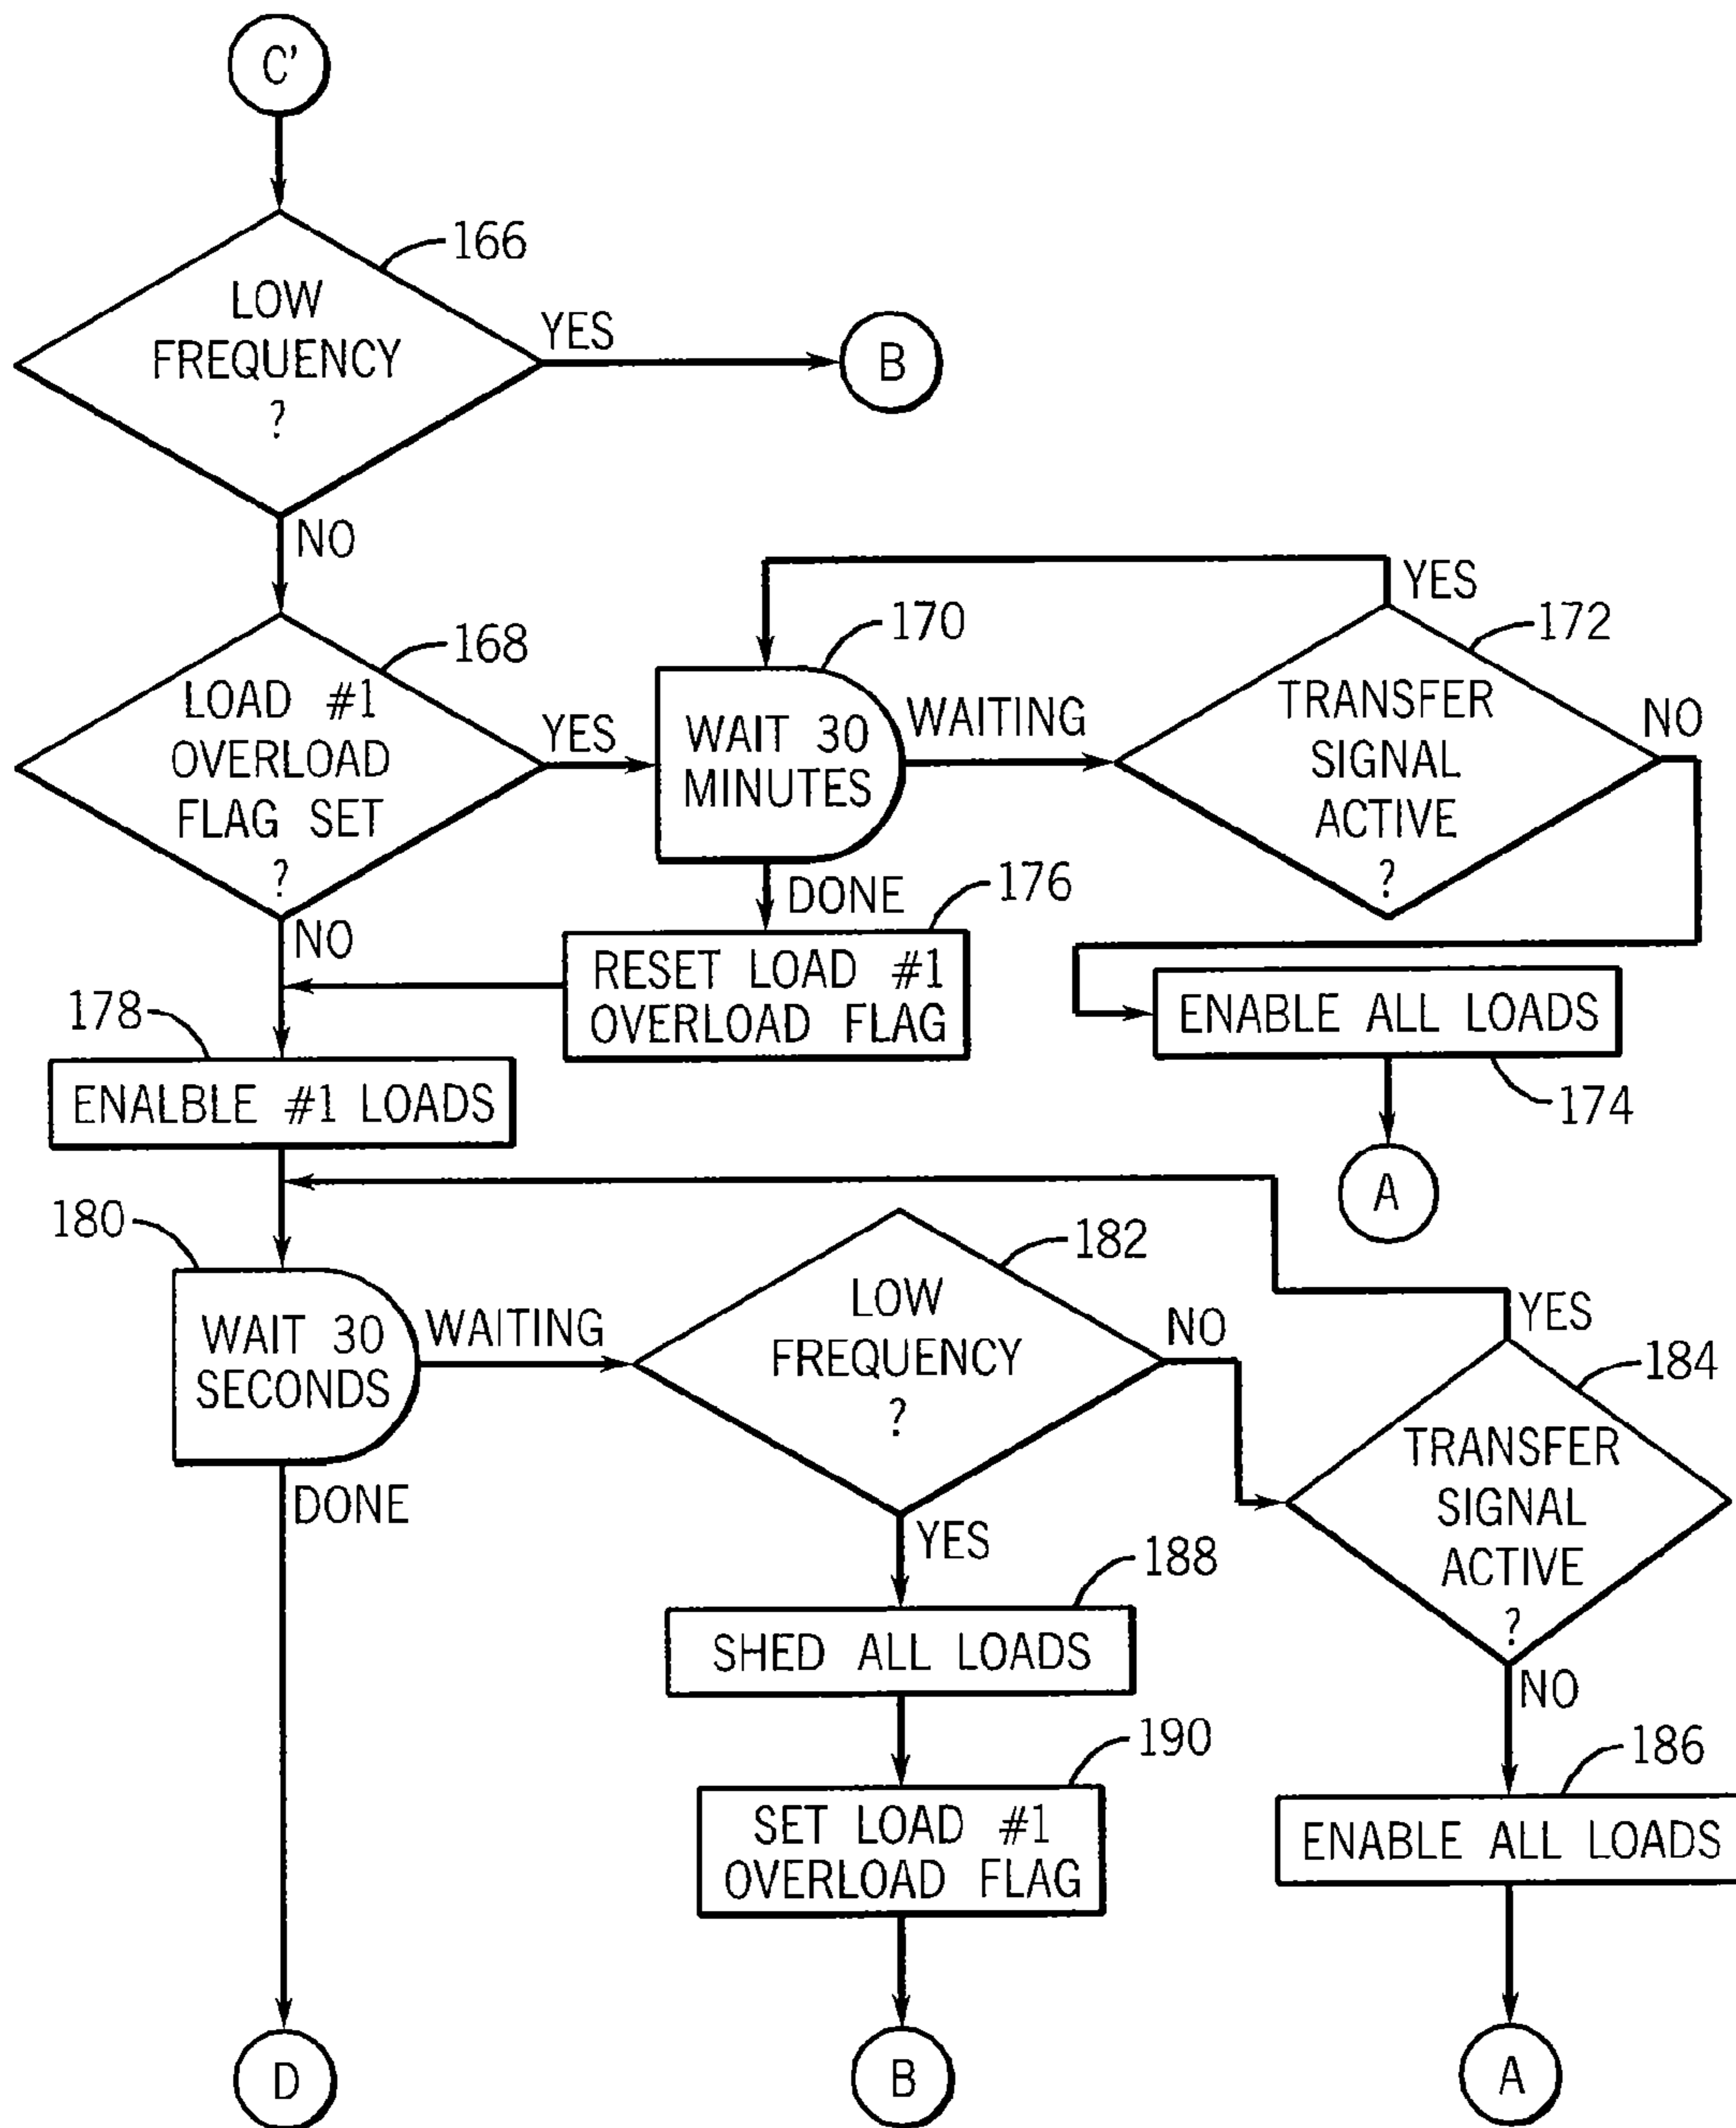 C'
166
LOW
FREQUENCY
?
YES
B
NO
168
LOAD #1
OVERLOAD
FLAG SET
?
YES
NO
170
WAIT 30
MINUTES
WAITING
DONE
172
YES
TRANSFER
SIGNAL
ACTIVE
?
NO
176
RESET LOAD #1
OVERLOAD FLAG
ENABLE ALL LOADS
174
A
178
ENALBLE #1 LOADS
180
WAIT 30
SECONDS
WAITING
DONE
182
LOW
FREQUENCY
?
NO
YES
YES
184
TRANSFER
SIGNAL
ACTIVE
?
NO
188
SHED ALL LOADS
190
SET LOAD #1
OVERLOAD FLAG
186
ENABLE ALL LOADS
D
B
A